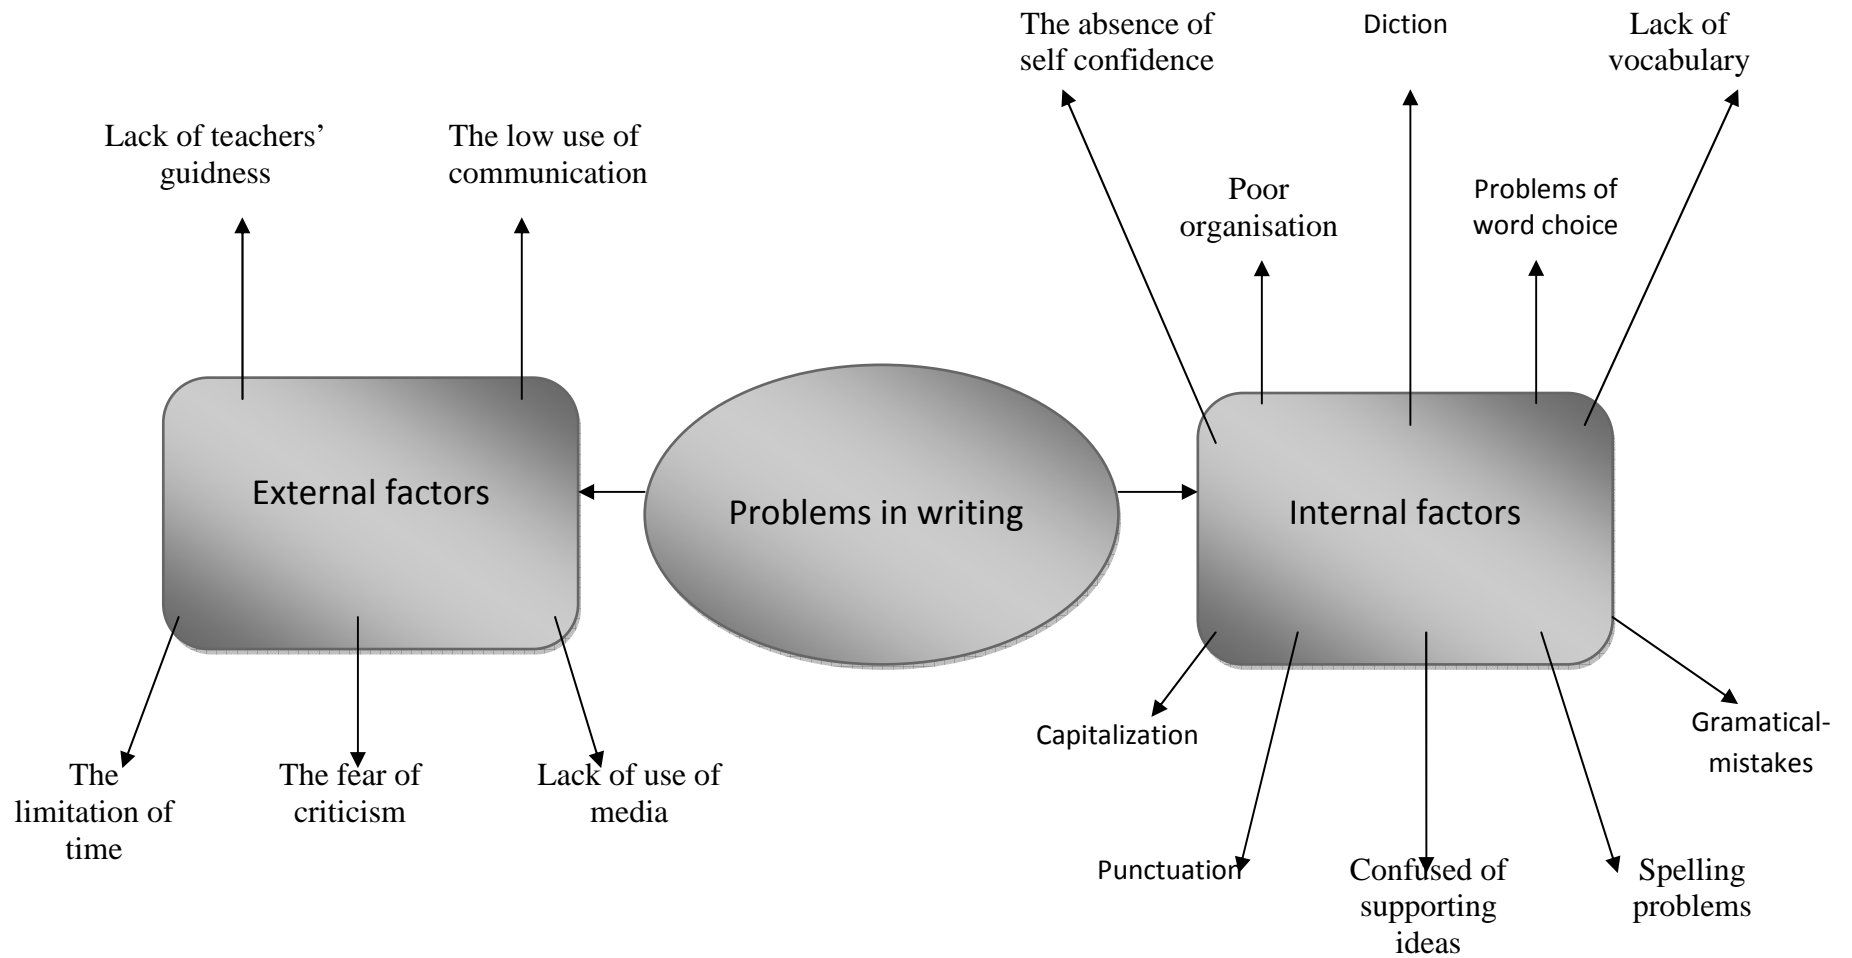 The absence of
self confidence
Diction
Lack of
vocabulary
Lack of teachers’
guidness
The low use of
communication
Poor
organisation
Problems of
word choice
External factors
Problems in writing
Internal factors
Capitalization
Gramatical-
mistakes
The
limitation of
time
The fear of
criticism
Lack of use of
media
Punctuation
Confused of
supporting
ideas
Spelling
problems